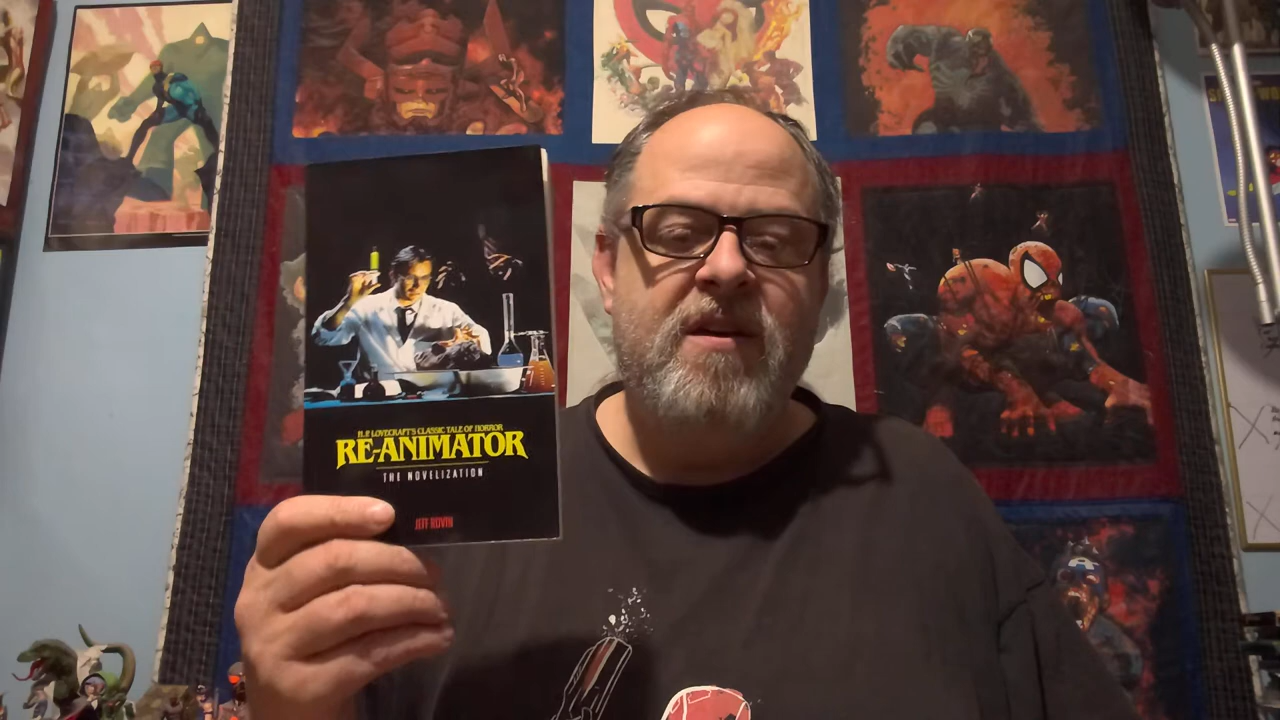 H.P. LOVECRAFT'S CLASSIC TALE OF HORROR
RE-ANIMATOR
THE NOVELIZATION
JEFF ROVIN